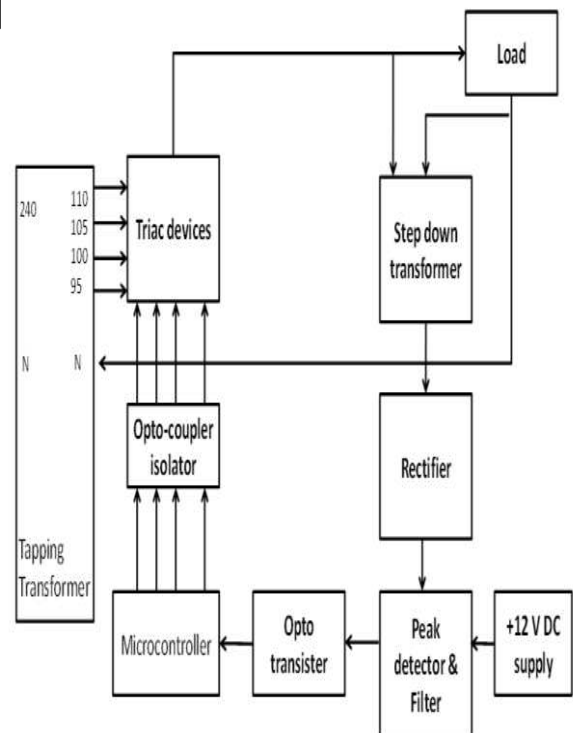 Load
240
110
105
100
95
Triac devices
Step down
transformer
N
N
Opto-coupler
isolator
Rectifier
Tapping
Transformer
Microcontroller
Opto
transister
Peak
detector &
Filter
+12 V DC
supply